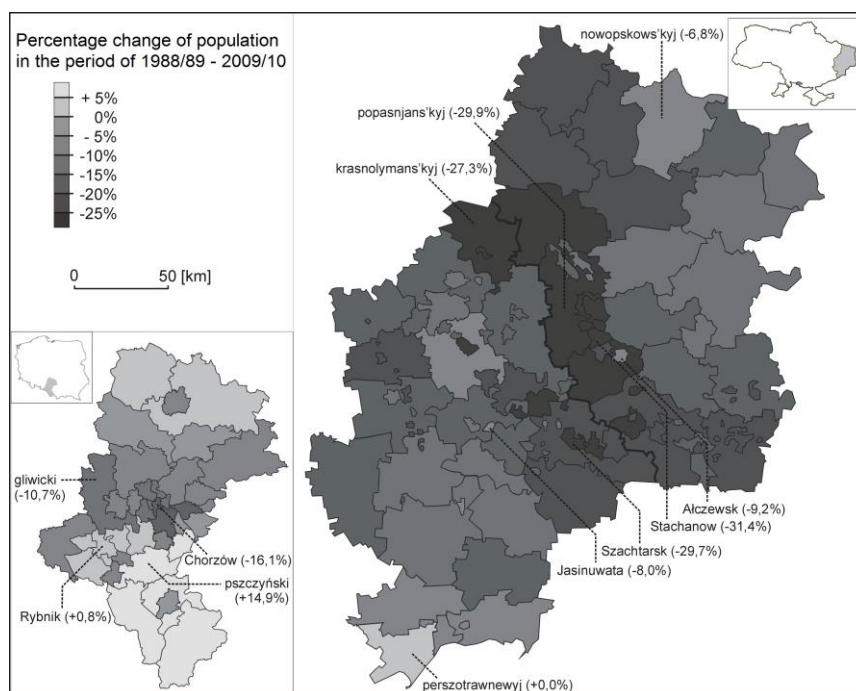 Percentage change of population
in the period of 1988/89 - 2009/10
+ 5%
0%
- 5%
-10%
-15%
-20%
-25%
0 50 [km]
nowopskows'kyj (-6,8%)
popasnjans'kyj (-29,9%)
krasnolymans'kyj (-27,3%)
gliwicki
(-10,7%)
Chorzów (-16,1%)
pszczyński
(+14,9%)
Rybnik (+0,8%)
Ałczewsk (-9,2%)
Stachanow (-31,4%)
Szachtarsk (-29,7%)
Jasinuwata (-8,0%)
perszotrawnewyj (+0,0%)